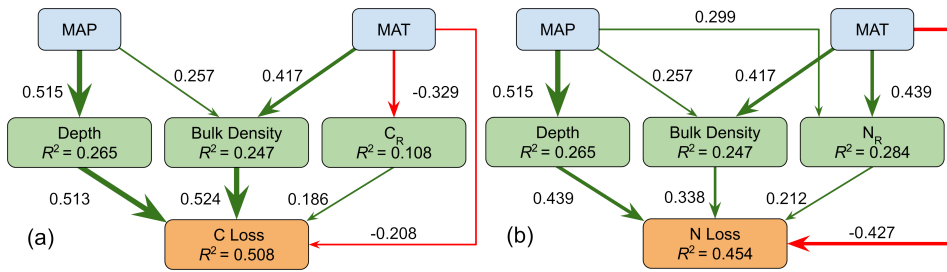 MAP
MAT
0.515
0.257
0.417
-0.329
Depth
R² = 0.265
Bulk Density
R² = 0.247
C_R
R² = 0.108
0.513
0.524
0.186
-0.208
C Loss
R² = 0.508
(a)
MAP
0.299
MAT
0.515
0.257
0.417
0.439
Depth
R² = 0.265
Bulk Density
R² = 0.247
N_R
R² = 0.284
0.439
0.338
0.212
-0.427
N Loss
R² = 0.454
(b)